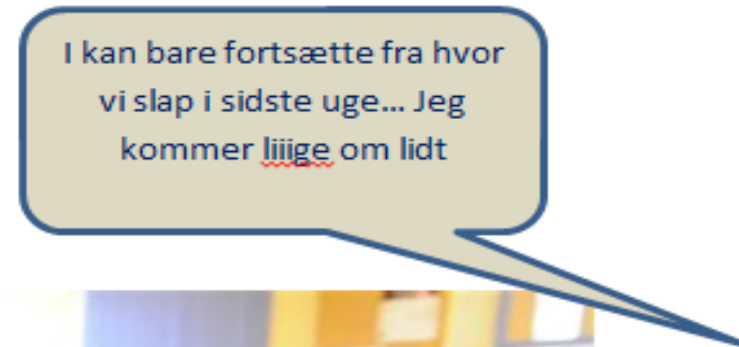 I kan bare fortsætte fra hvor
vi slap i sidste uge... Jeg
kommer liiige om lidt